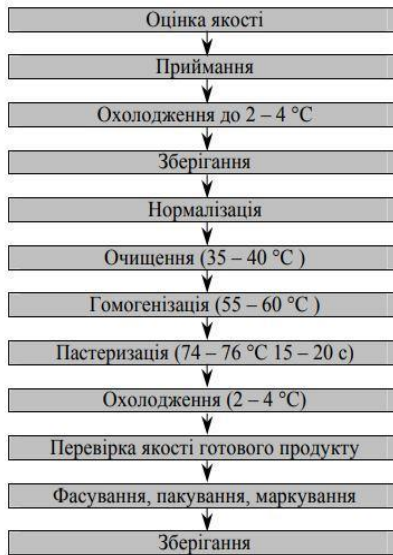 Оцінка якості
Приймання
Охолодження до 2 – 4 °С
Зберігання
Нормалізація
Очищення (35 – 40 °С )
Гомогенізація (55 – 60 °С )
Пастеризація (74 – 76 °С 15 – 20 с)
Охолодження (2 – 4 °С)
Перевірка якості готового продукту
Фасування, пакування, маркування
Зберігання